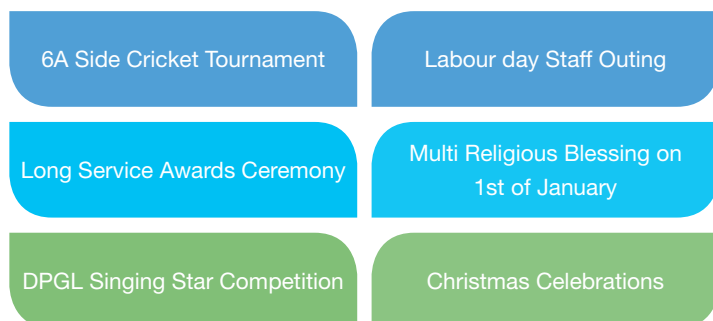 6A Side Cricket Tournament
Labour day Staff Outing
Long Service Awards Ceremony
Multi Religious Blessing on
1st of January
DPGL Singing Star Competition
Christmas Celebrations